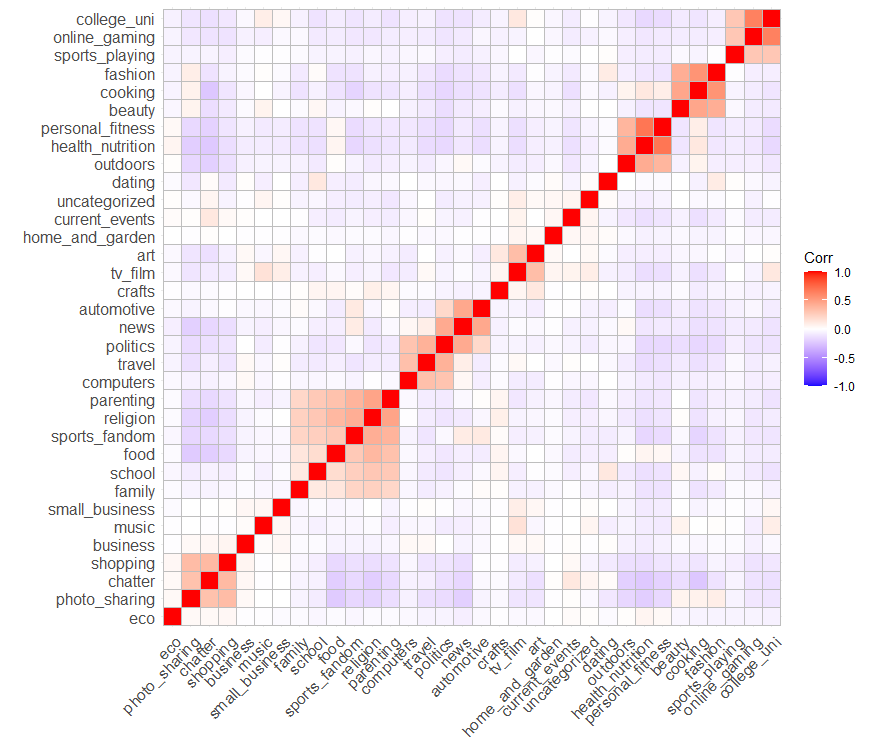 college_uni
online_gaming
sports_playing
fashion
cooking
beauty
personal_fitness
health_nutrition
outdoors
dating
uncategorized
current_events
home_and_garden
art
tv_film
crafts
automotive
news
politics
travel
computers
parenting
religion
sports_fandom
food
school
family
small_business
music
business
shopping
chatter
photo_sharing
eco
Corr
1.0
0.5
0.0
-0.5
-1.0
eco
photo_sharing
chatter
shopping
business
music
small_business
family
school
food
sports_fandom
religion
parenting
computers
travel
politics
news
automotive
crafts
tv_film
art
home_and_garden
current_events
uncategorized
dating
outdoors
health_nutrition
personal_fitness
beauty
cooking
fashion
sports_playing
online_gaming
college_uni